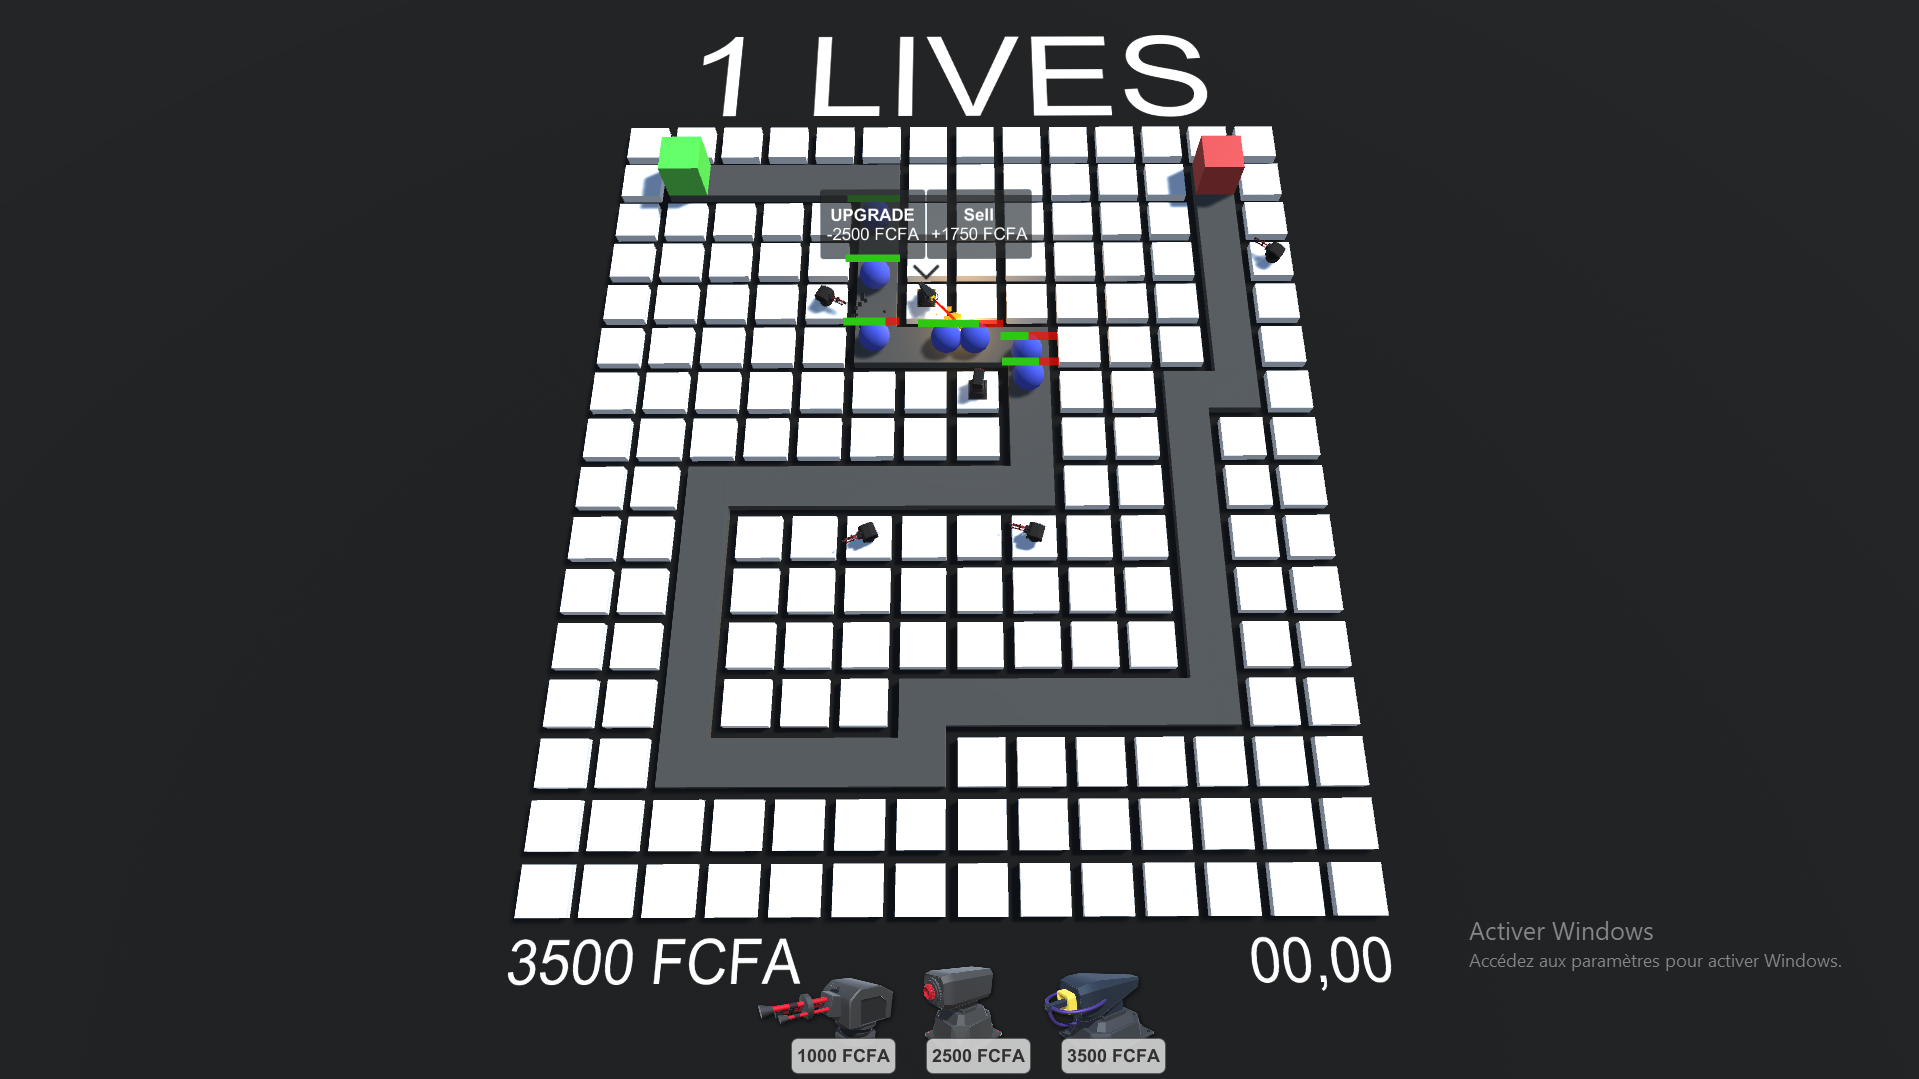 1 LIVES
UPGRADE
-2500 FCFA
Sell
+1750 FCFA
3500 FCFA
00,00
Activer Windows
Accédez aux paramètres pour activer Windows.
1000 FCFA
2500 FCFA
3500 FCFA